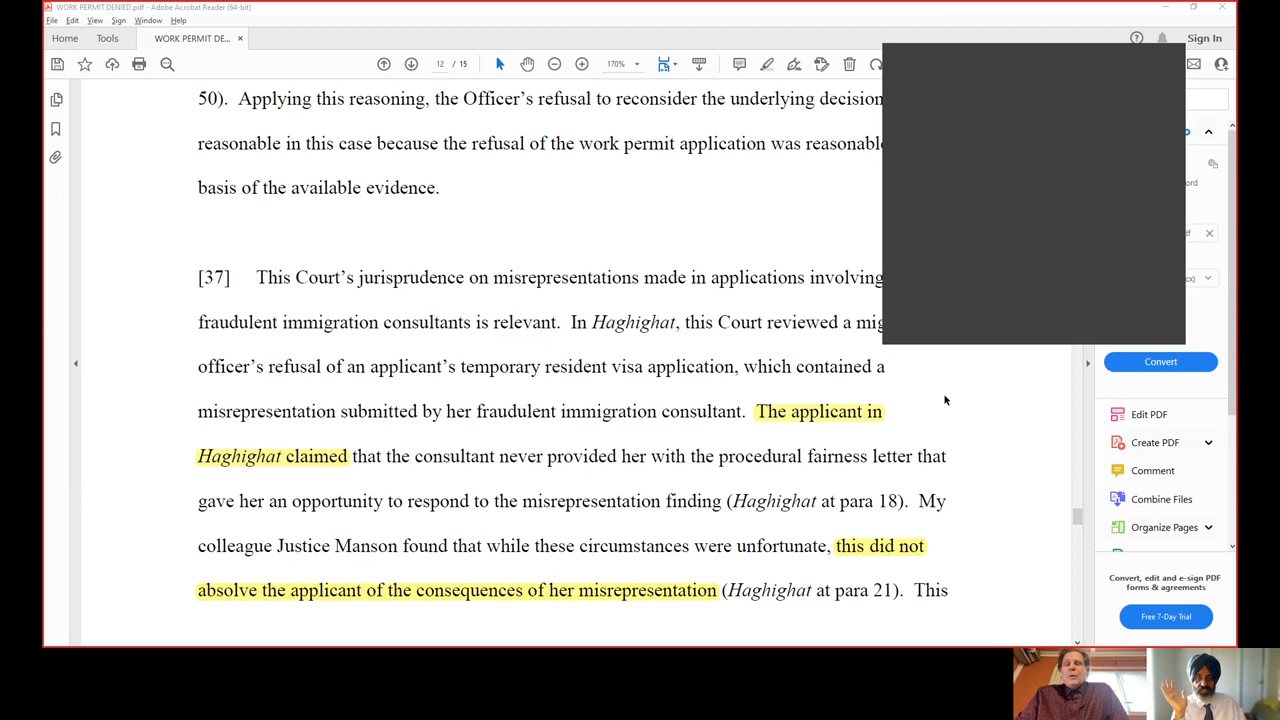 WORK PERMIT DENIED.pdf - Adobe Acrobat Reader (64-bit)
File Edit View Sign Window Help
Home Tools WORK PERMIT DE... × Sign In
12 / 15 170%
50). Applying this reasoning, the Officer's refusal to reconsider the underlying decision
reasonable in this case because the refusal of the work permit application was reasonable
basis of the available evidence.
[37] This Court's jurisprudence on misrepresentations made in applications involving
fraudulent immigration consultants is relevant. In Haghighat, this Court reviewed a mig
officer's refusal of an applicant's temporary resident visa application, which contained a
misrepresentation submitted by her fraudulent immigration consultant. The applicant in
Haghighat claimed that the consultant never provided her with the procedural fairness letter that
gave her an opportunity to respond to the misrepresentation finding (Haghighat at para 18). My
colleague Justice Manson found that while these circumstances were unfortunate, this did not
absolve the applicant of the consequences of her misrepresentation (Haghighat at para 21). This
ord
Convert
Edit PDF
Create PDF
Comment
Combine Files
Organize Pages
Convert, edit and e-sign PDF
forms & agreements
Free 7-Day Trial